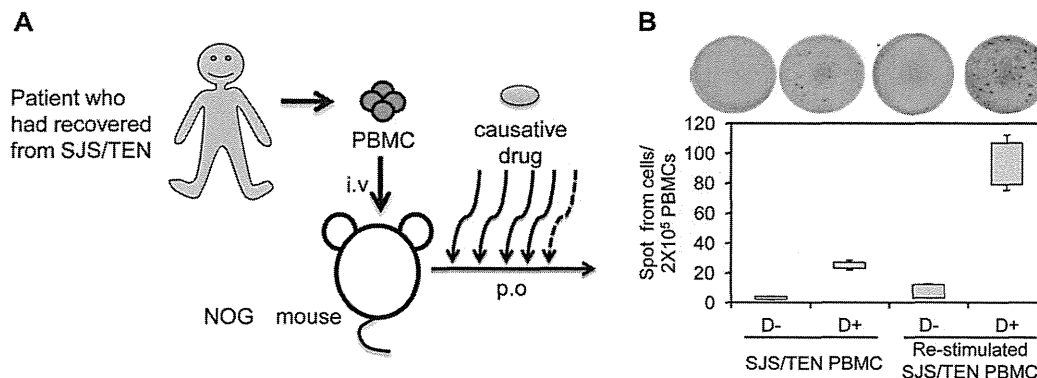 A
Patient who
had recovered
from SJS/TEN
PBMC
causative
drug
i.v
p.o
NOG mouse
B
Spot from cells/
2X10⁵ PBMCs
120
100
80
60
40
20
0
D- D+ D- D+
SJS/TEN PBMC
Re-stimulated
SJS/TEN PBMC